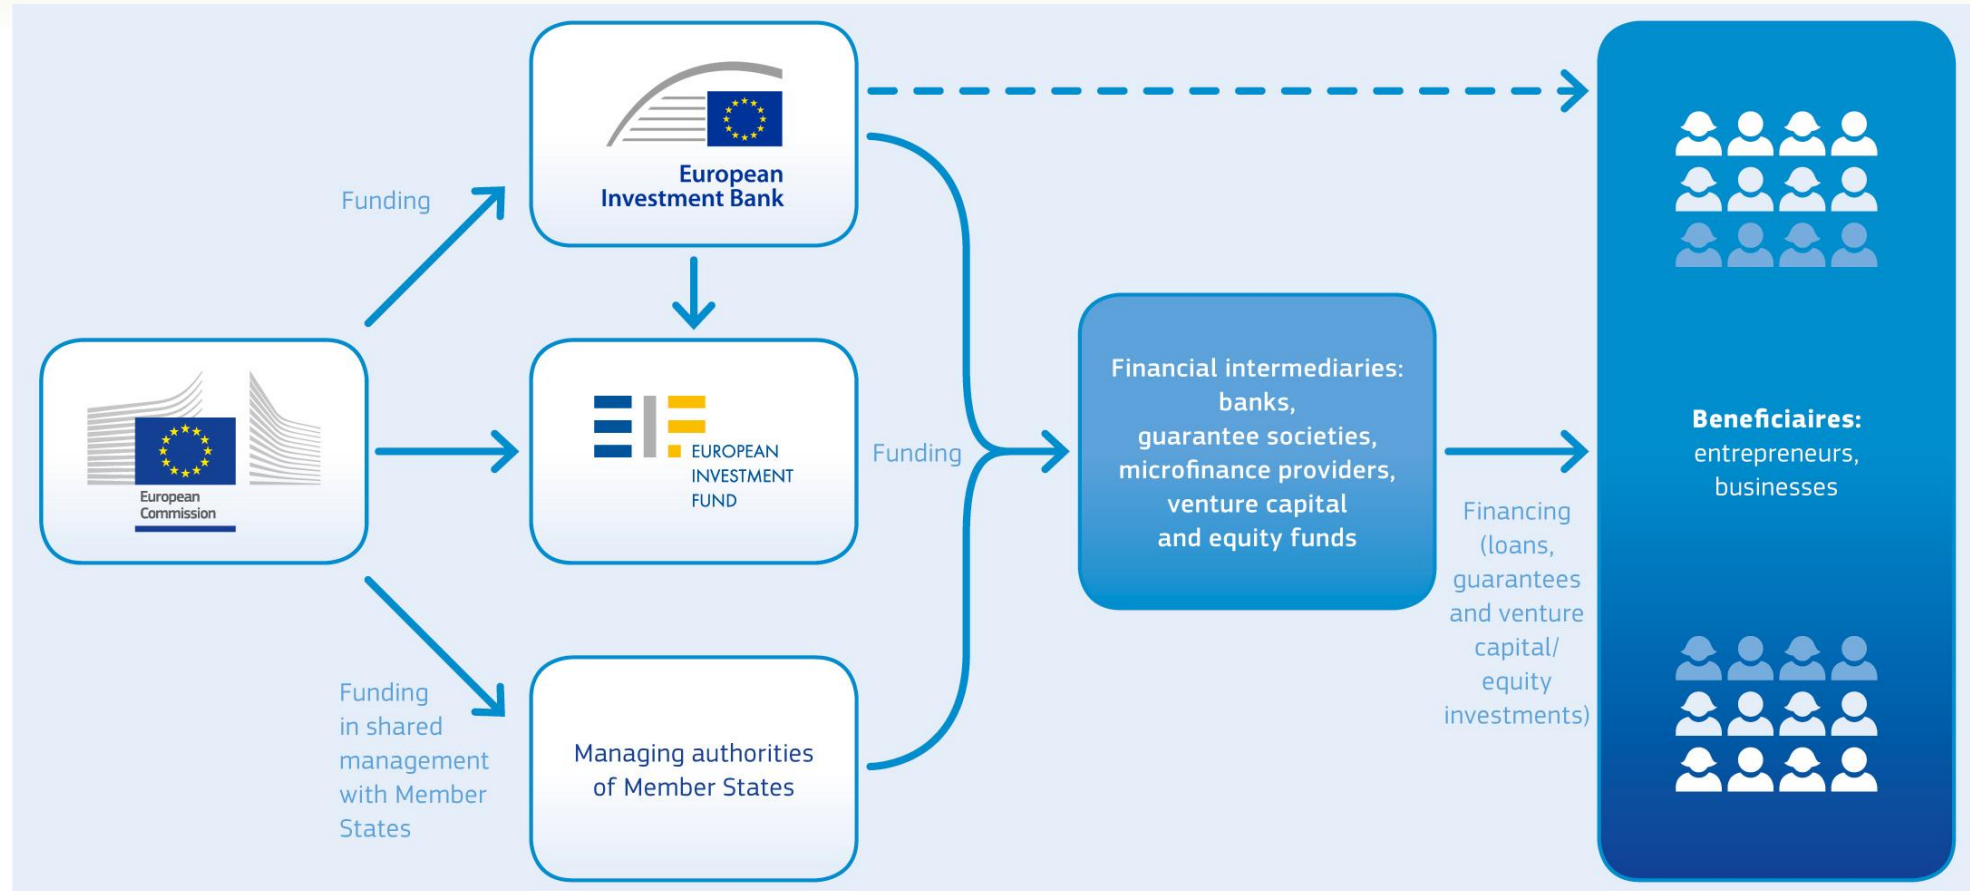 European
Investment Bank
Funding
European
Commission
EUROPEAN
INVESTMENT
FUND
Funding
Funding
in shared
management
with Member
States
Managing authorities
of Member States
Financial intermediaries:
banks,
guarantee societies,
microfinance providers,
venture capital
and equity funds
Financing
(loans,
guarantees
and venture
capital/
equity
investments)
Beneficiaires:
entrepreneurs,
businesses